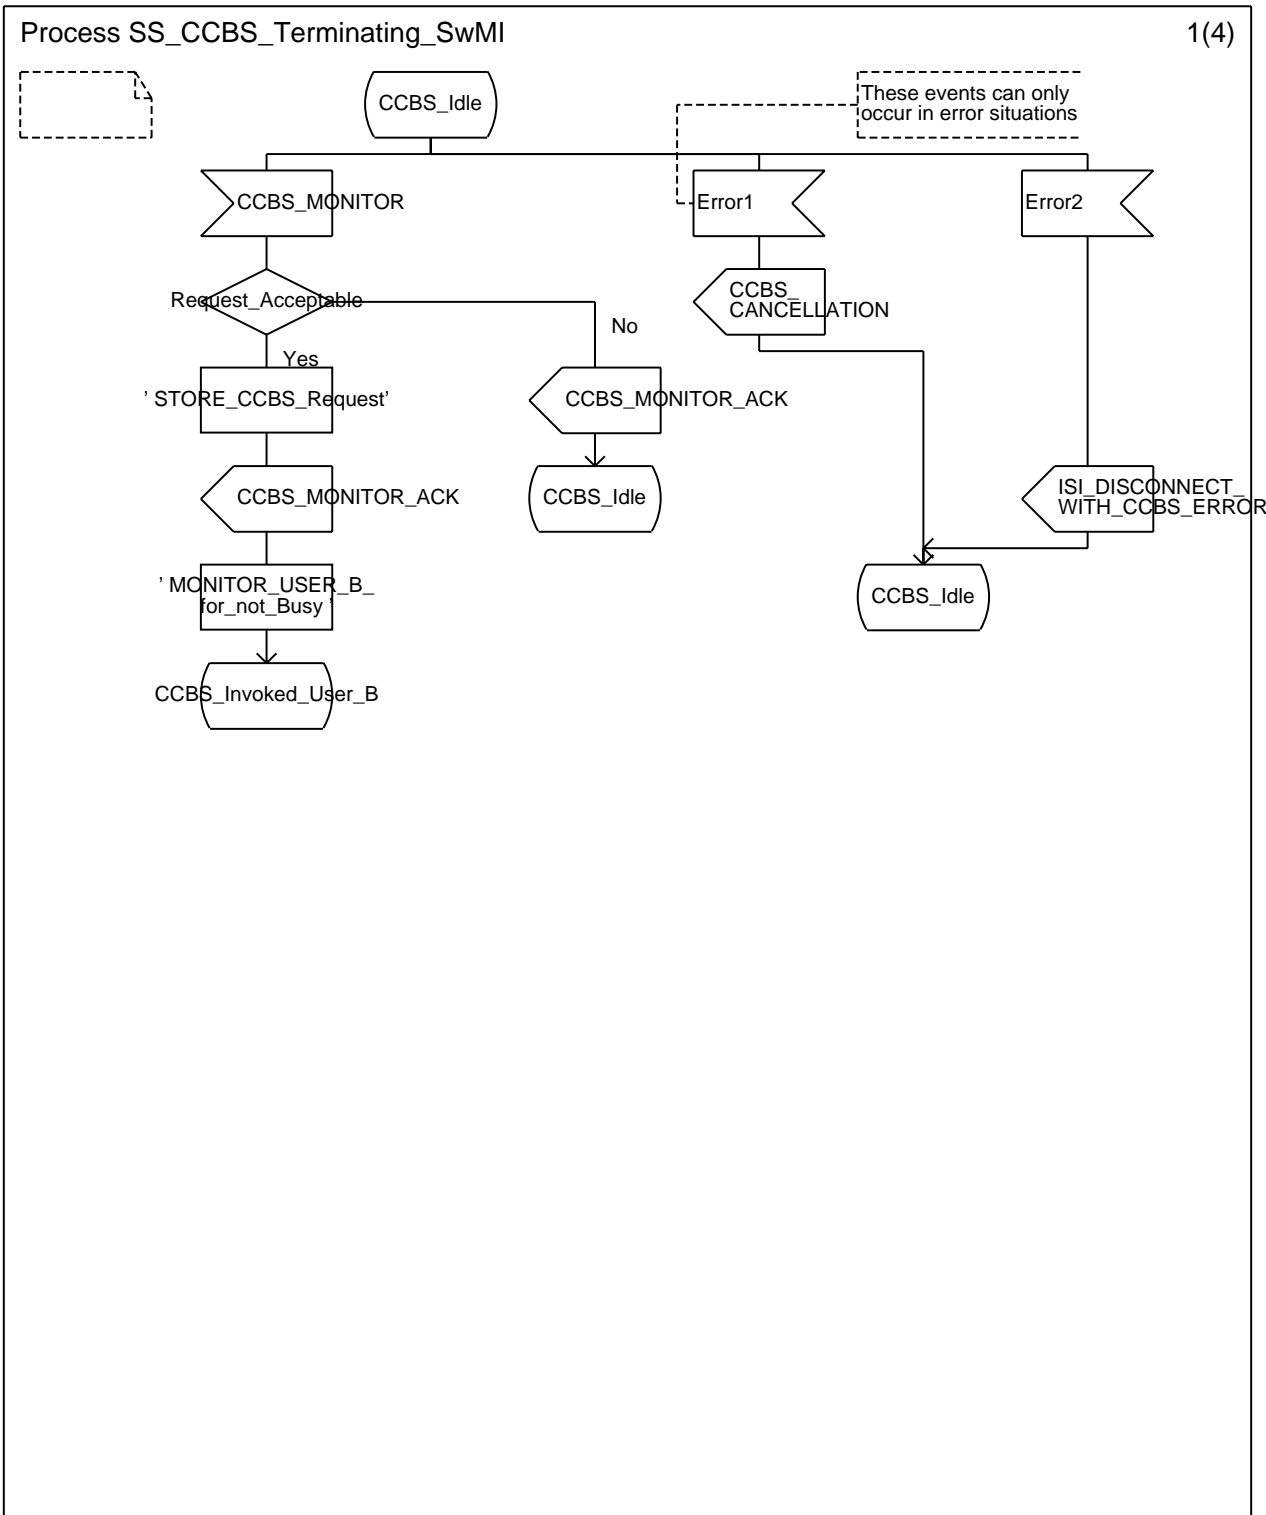 Process SS_CCBS_Terminating_SwMI
1(4)
CCBS_Idle
These events can only
occur in error situations
CCBS_MONITOR
Error1
Error2
Request_Acceptable
No
Yes
CCBS_
CANCELLATION
' STORE_CCBS_Request'
CCBS_MONITOR_ACK
CCBS_MONITOR_ACK
CCBS_Idle
ISI_DISCONNECT_
WITH_CCBS_ERROR
' MONITOR_USER_B_
for_not_Busy '
CCBS_Idle
CCBS_Invoked_User_B